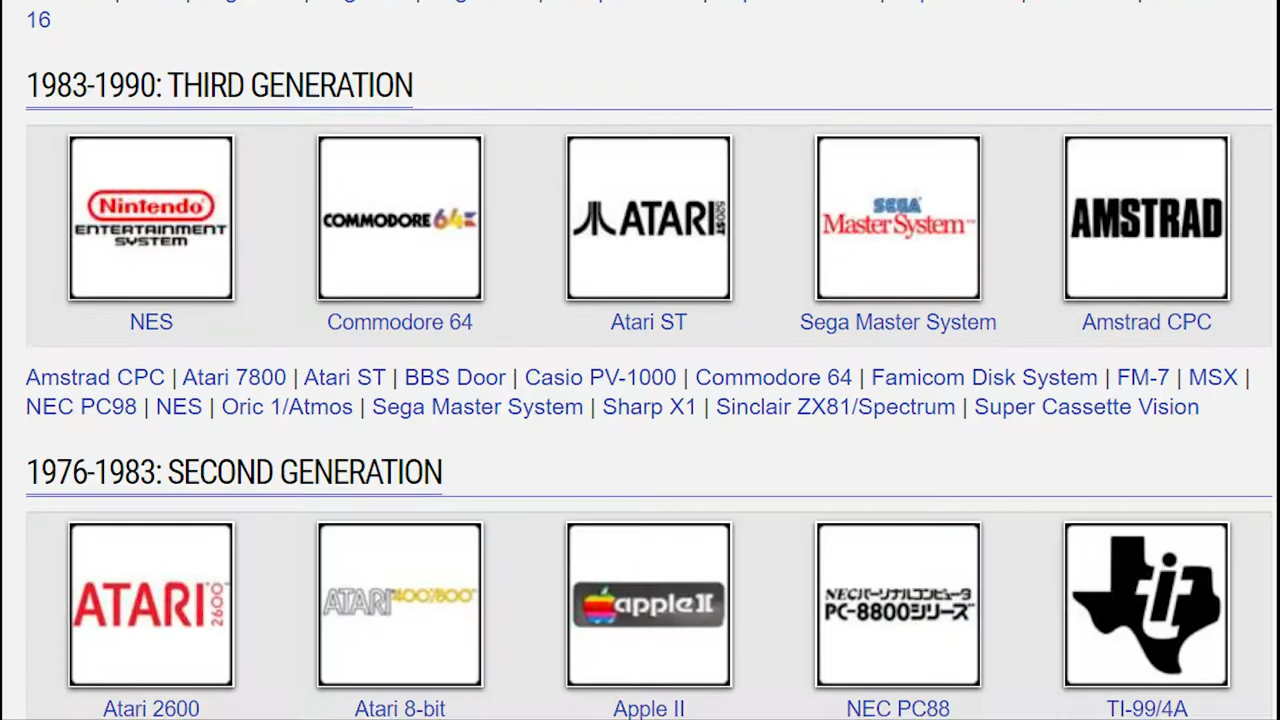 16
1983-1990: THIRD GENERATION
Nintendo
ENTERTAINMENT
SYSTEM
COMMODORE 64
ATARI 520ST
SEGA
Master System
AMSTRAD
NES
Commodore 64
Atari ST
Sega Master System
Amstrad CPC
Amstrad CPC | Atari 7800 | Atari ST | BBS Door | Casio PV-1000 | Commodore 64 | Famicom Disk System | FM-7 | MSX |
NEC PC98 | NES | Oric 1/Atmos | Sega Master System | Sharp X1 | Sinclair ZX81/Spectrum | Super Cassette Vision
1976-1983: SECOND GENERATION
ATARI 2600
ATARI 400/800
apple ][
NECパーソナルコンピュータ
PC-8800シリーズ
ti
Atari 2600
Atari 8-bit
Apple II
NEC PC88
TI-99/4A